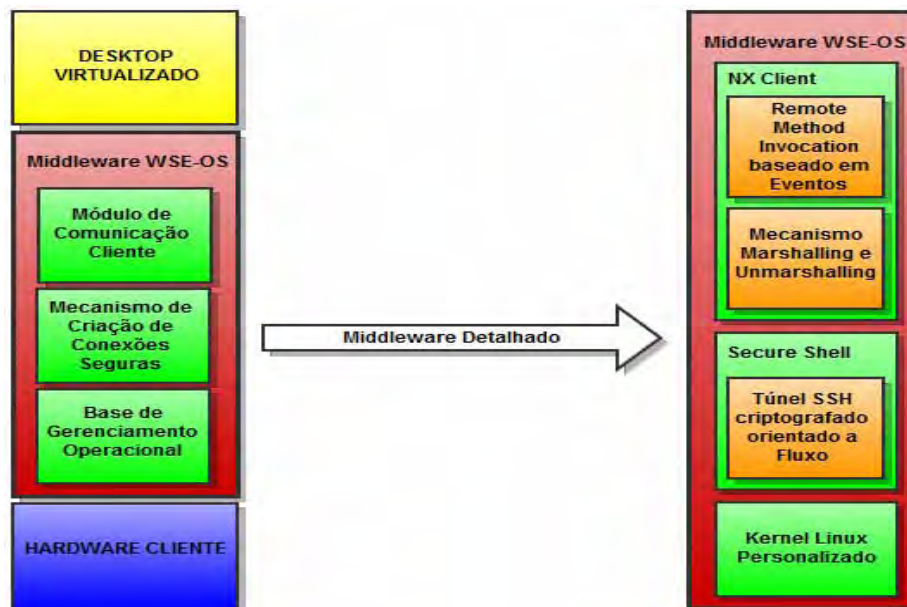 DESKTOP
VIRTUALIZADO
Middleware WSE-OS
Módulo de
Comunicação
Cliente
Mecanismo de
Criação de
Conexões
Seguras
Base de
Gerenciamento
Operacional
HARDWARE CLIENTE
Middleware Detalhado
Middleware WSE-OS
NX Client
Remote
Method
Invocation
baseado em
Eventos
Mecanismo
Marshalling e
Unmarshalling
Secure Shell
Túnel SSH
criptografado
orientado a
Fluxo
Kernel Linux
Personalizado